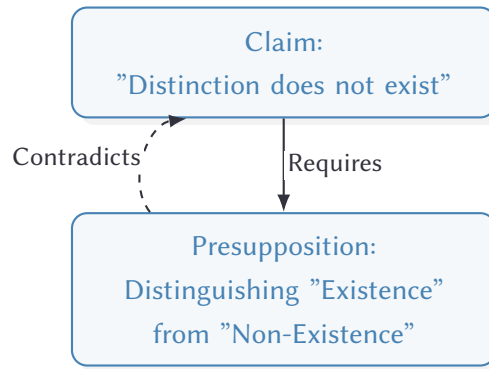 Claim:
”Distinction does not exist”
Contradicts
Requires
Presupposition:
Distinguishing ”Existence”
from ”Non-Existence”